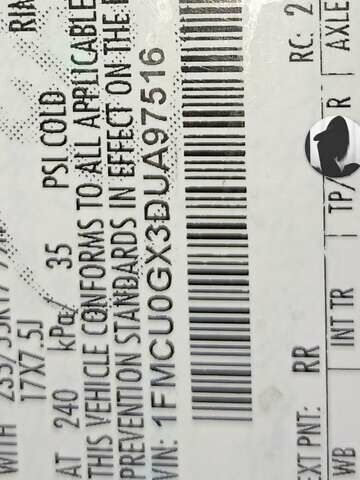 WITH 235/55R17
17X7.5J RIM
AT 240 kPa/ 35 PSI COLD
THIS VEHICLE CONFORMS TO ALL APPLICABLE
PREVENTION STANDARDS IN EFFECT ON THE
VIN: 1FMCU0GX3DUA97516
EXT PNT: RR RC: 2
WB INT TR TP/ R AXLE